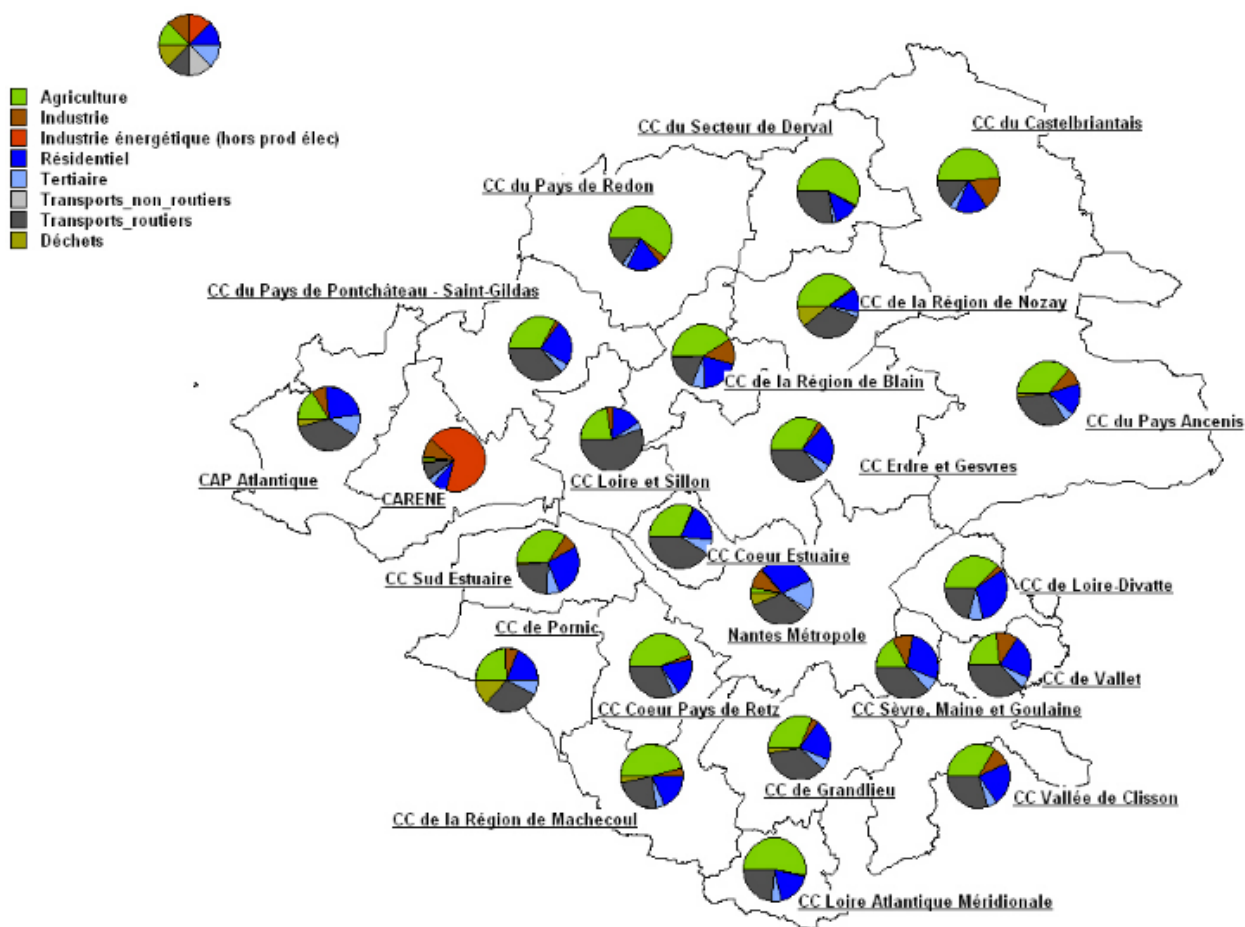 Agriculture
Industrie
Industrie énergétique (hors prod élec)
Résidentiel
Tertiaire
Transports_non_routiers
Transports_routiers
Déchets
CC du Secteur de Derval
CC du Castelbriantais
CC du Pays de Redon
CC du Pays de Pontchâteau - Saint-Gildas
CC de la Région de Nozay
CC de la Région de Blain
CC du Pays Ancenis
CAP Atlantique
CARENE
CC Loire et Sillon
CC Erdre et Gesvres
CC Coeur Estuaire
CC Sud Estuaire
CC de Loire-Divatte
CC de Pornic
Nantes Métropole
CC de Vallet
CC Coeur Pays de Retz
CC Sèvre, Maine et Goulaine
CC de Grandlieu
CC Vallée de Clisson
CC de la Région de Machecoul
CC Loire Atlantique Méridionale